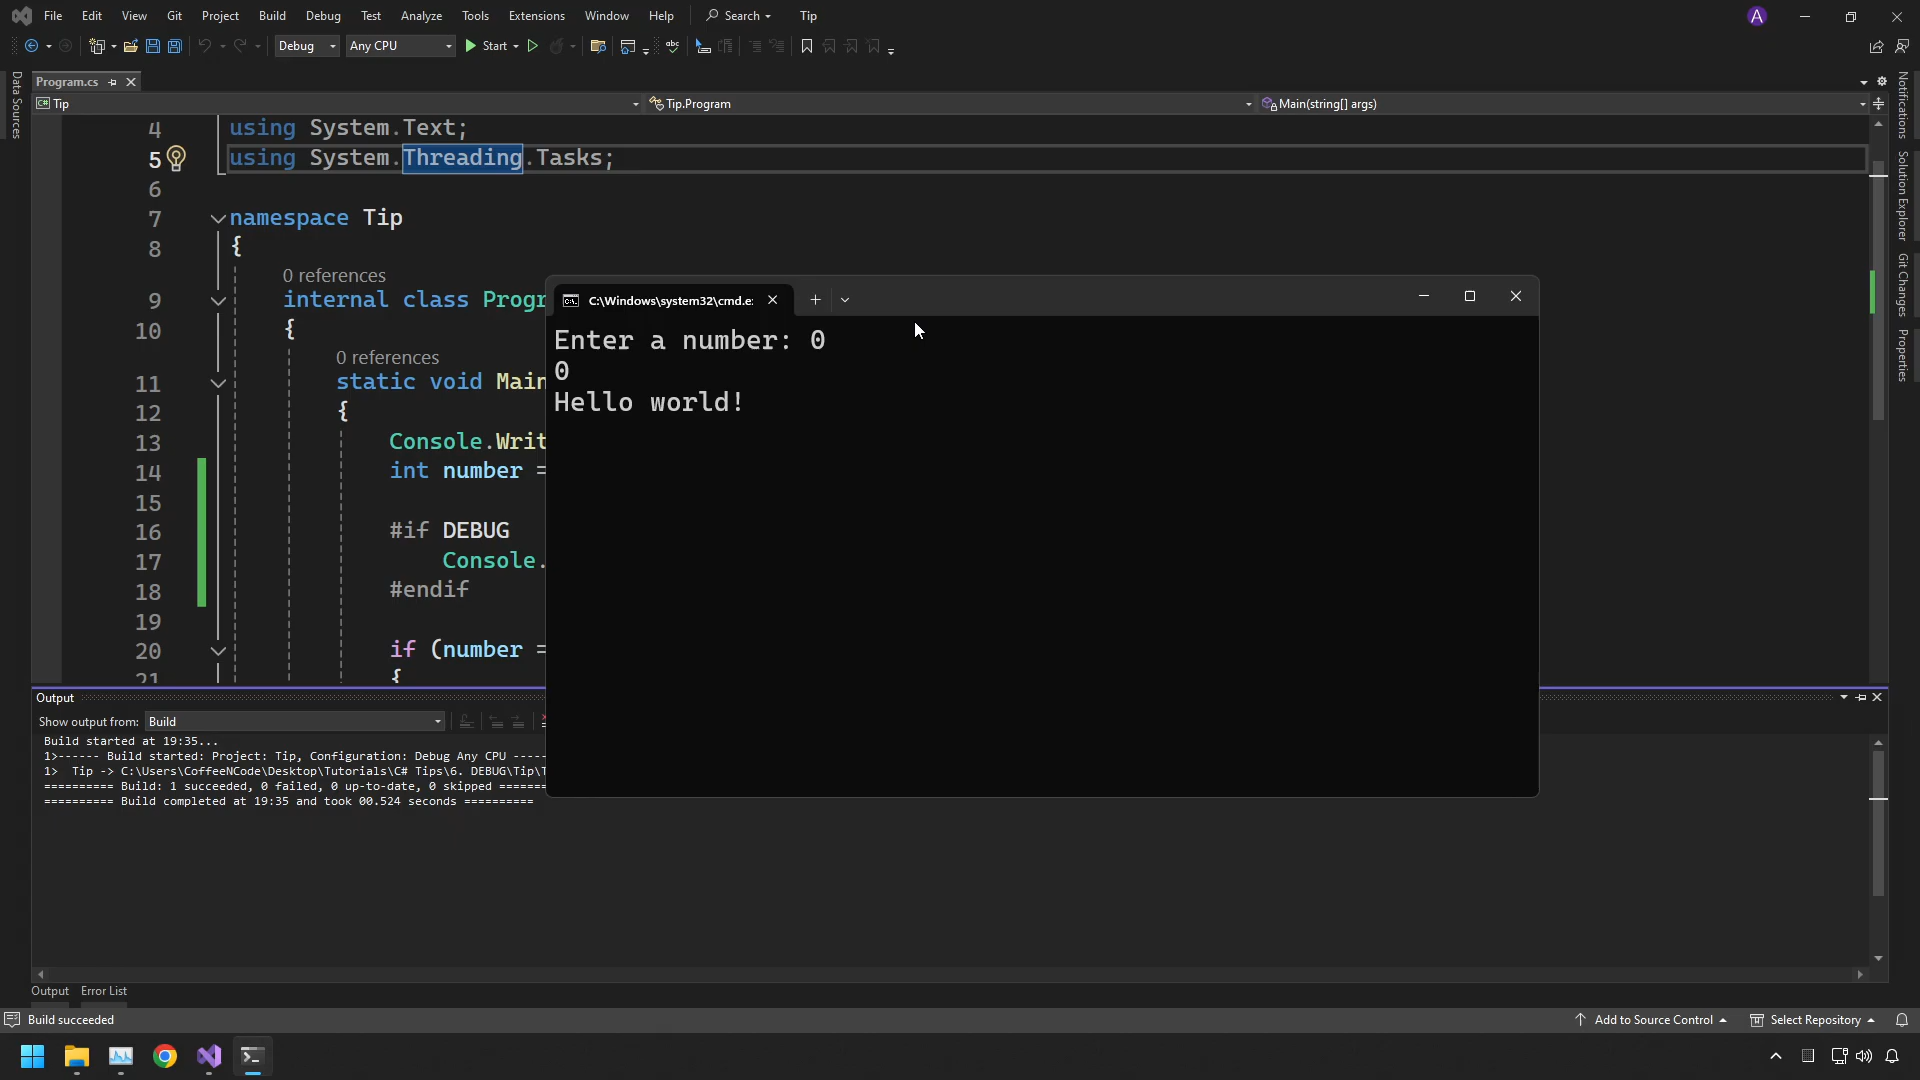 File Edit View Git Project Build Debug Test Analyze Tools Extensions Window Help Search Tip A
Debug Any CPU Start
Data Sources
Program.cs
Tip Tip.Program Main(string[] args)
4 using System.Text;
5 using System.Threading.Tasks;
6
7 namespace Tip
8 {
0 references
9 internal class Progr
10 {
0 references
11 static void Main
12 {
13 Console.Writ
14 int number =
15
16 #if DEBUG
17 Console.
18 #endif
19
20 if (number =
21 {
C:\Windows\system32\cmd.e:
Enter a number: 0
0
Hello world!
Notifications
Solution Explorer
Git Changes
Properties
Output
Show output from: Build
Build started at 19:35...
1>------ Build started: Project: Tip, Configuration: Debug Any CPU -----
1> Tip -> C:\Users\CoffeeNCode\Desktop\Tutorials\C# Tips\6. DEBUG\Tip\T
========== Build: 1 succeeded, 0 failed, 0 up-to-date, 0 skipped =======
========== Build completed at 19:35 and took 00.524 seconds ==========
Output Error List
Build succeeded Add to Source Control Select Repository